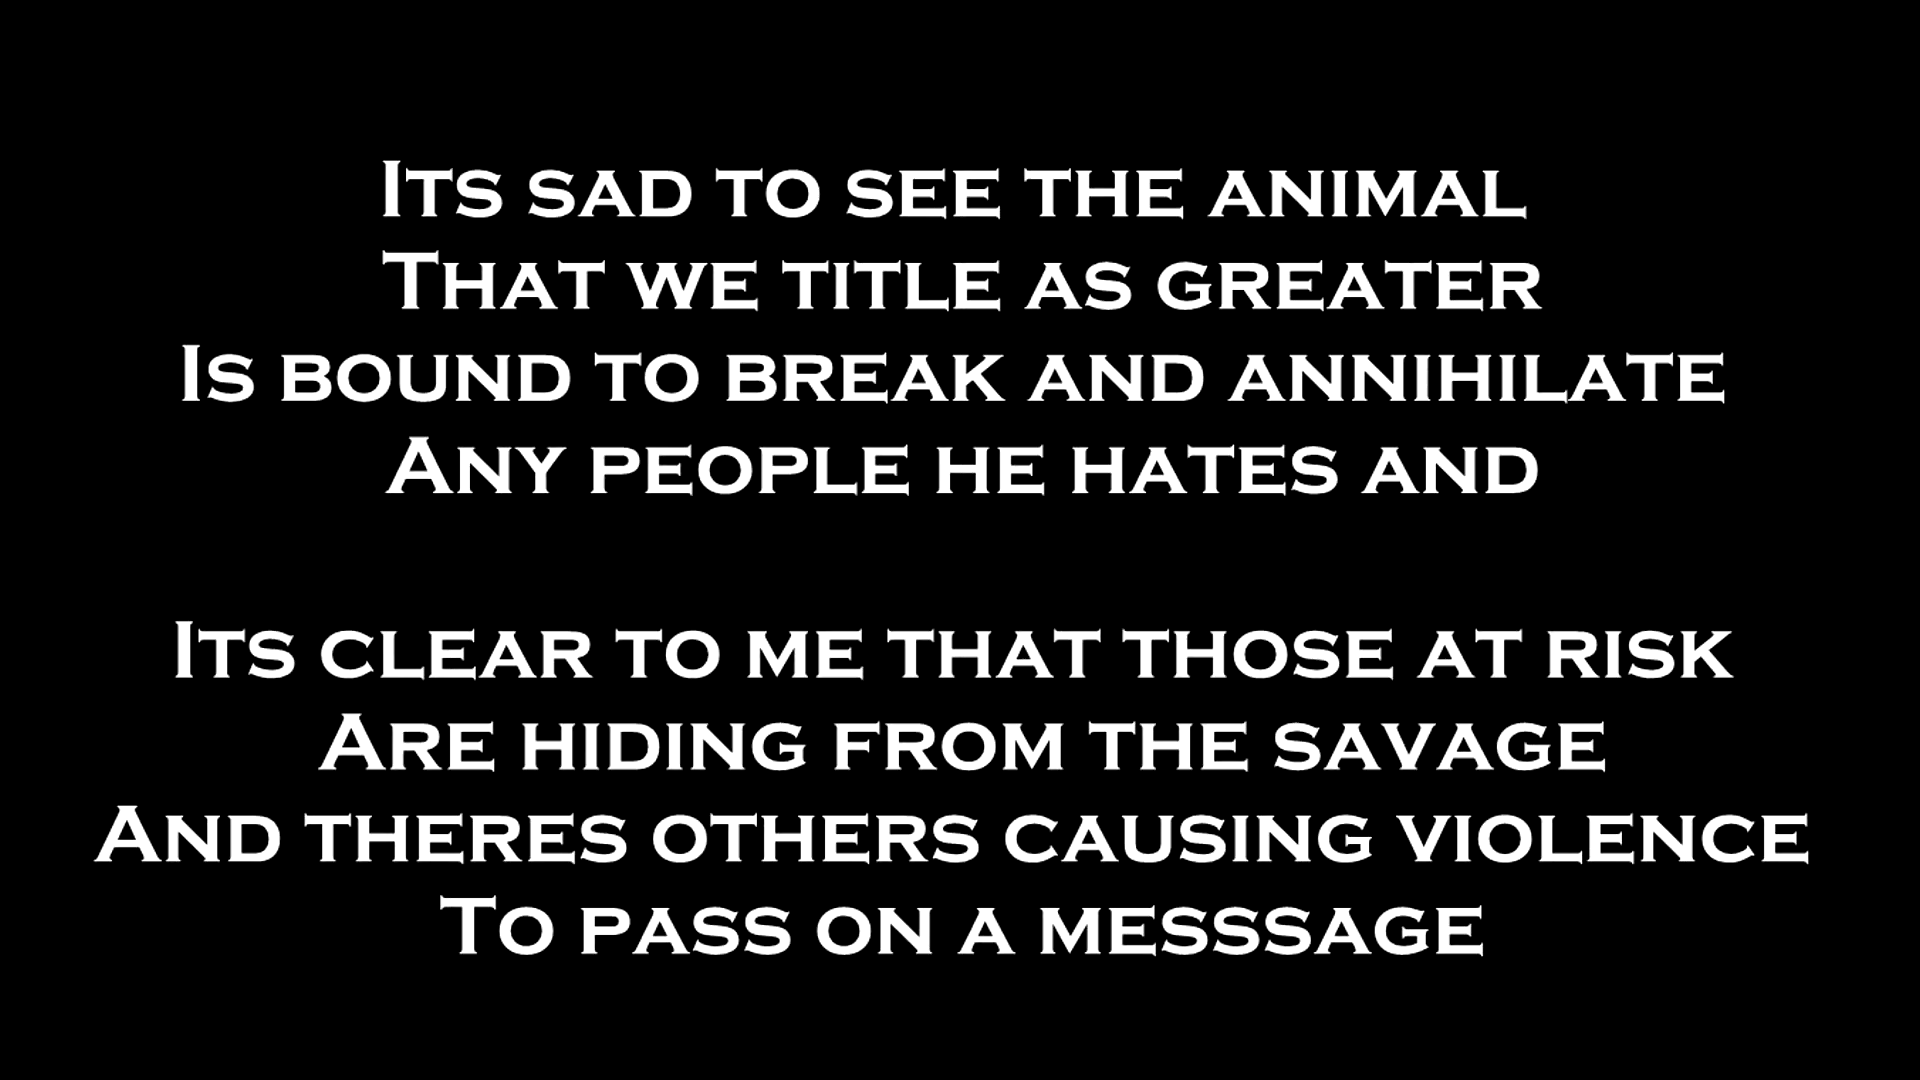 Its sad to see the animal
That we title as greater
Is bound to break and annihilate
Any people he hates and
Its clear to me that those at risk
Are hiding from the savage
And theres others causing violence
To pass on a messsage